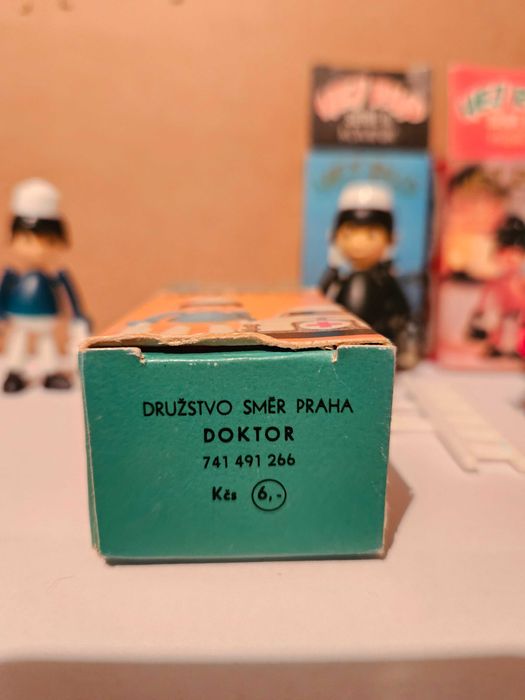 DRUŽSTVO SMĚR PRAHA
DOKTOR
741 491 266
Kčs 6,-